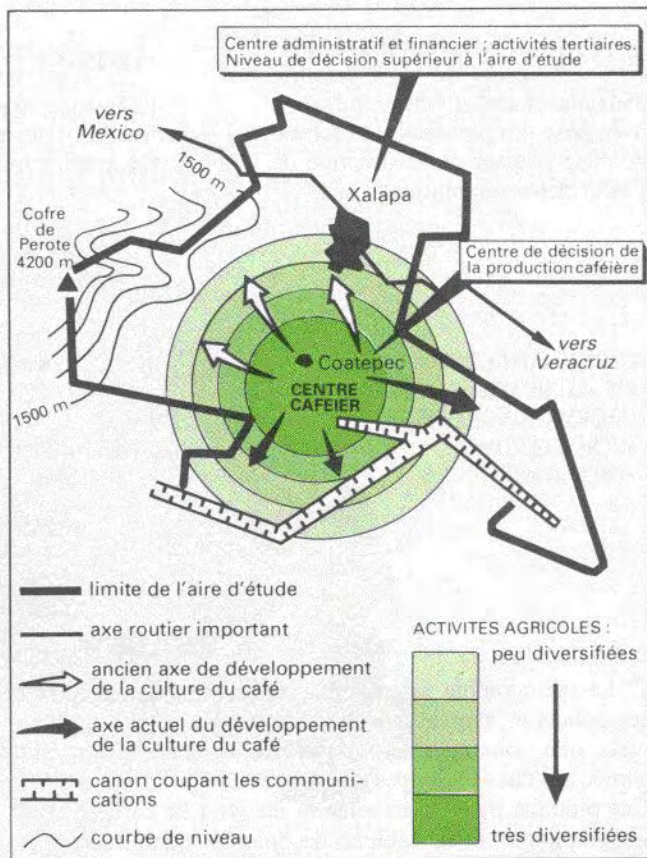 Centre administratif et financier ; activités tertiaires.
Niveau de décision supérieur à l'aire d'étude
vers
Mexico
1500 m
Xalapa
Cofre
de
Perote
4200 m
Centre de décision de
la production caféière
Coatepec
CENTRE
CAFEIER
vers
Veracruz
1500 m
limite de l'aire d'étude
axe routier important
ancien axe de développement
de la culture du café
axe actuel du développement
de la culture du café
canon coupant les communi-
cations
courbe de niveau
ACTIVITES AGRICOLES :
peu diversifiées
très diversifiées